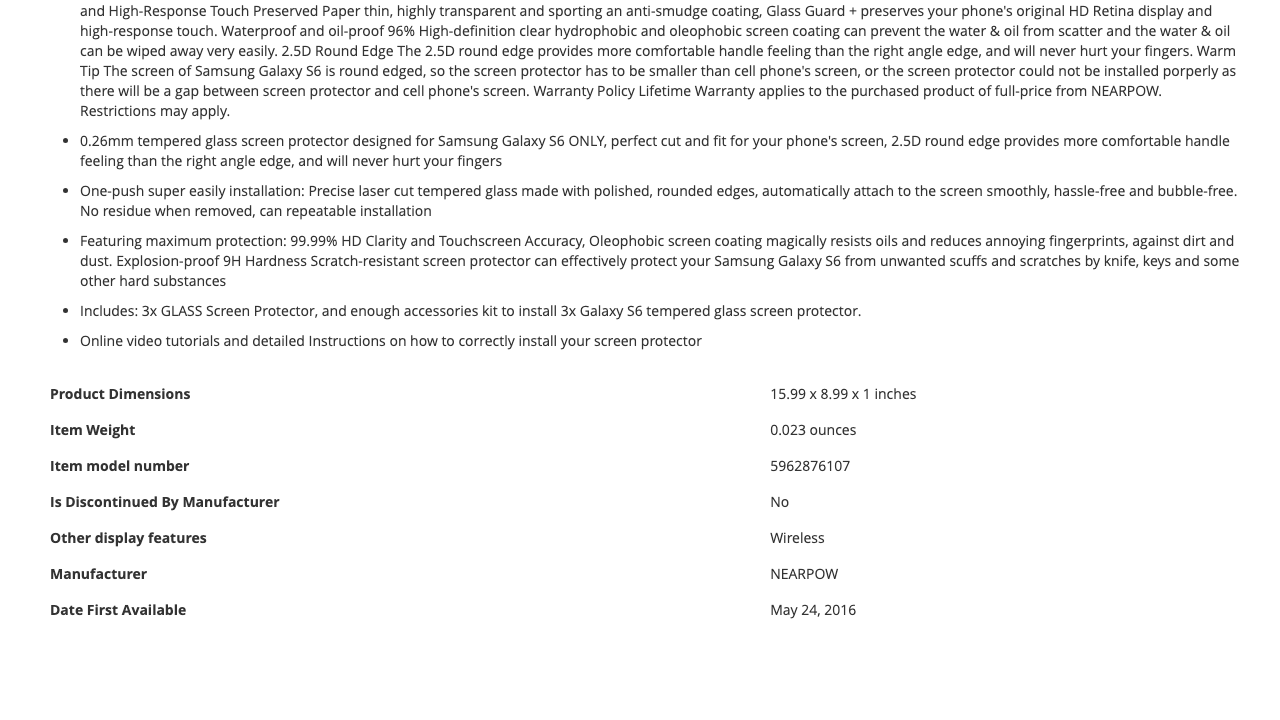 and High-Response Touch Preserved Paper thin, highly transparent and sporting an anti-smudge coating, Glass Guard + preserves your phone's original HD Retina display and
high-response touch. Waterproof and oil-proof 96% High-definition clear hydrophobic and oleophobic screen coating can prevent the water & oil from scatter and the water & oil
can be wiped away very easily. 2.5D Round Edge The 2.5D round edge provides more comfortable handle feeling than the right angle edge, and will never hurt your fingers. Warm
Tip The screen of Samsung Galaxy S6 is round edged, so the screen protector has to be smaller than cell phone's screen, or the screen protector could not be installed porperly as
there will be a gap between screen protector and cell phone's screen. Warranty Policy Lifetime Warranty applies to the purchased product of full-price from NEARPOW.
Restrictions may apply.
• 0.26mm tempered glass screen protector designed for Samsung Galaxy S6 ONLY, perfect cut and fit for your phone's screen, 2.5D round edge provides more comfortable handle
feeling than the right angle edge, and will never hurt your fingers
• One-push super easily installation: Precise laser cut tempered glass made with polished, rounded edges, automatically attach to the screen smoothly, hassle-free and bubble-free.
No residue when removed, can repeatable installation
• Featuring maximum protection: 99.99% HD Clarity and Touchscreen Accuracy, Oleophobic screen coating magically resists oils and reduces annoying fingerprints, against dirt and
dust. Explosion-proof 9H Hardness Scratch-resistant screen protector can effectively protect your Samsung Galaxy S6 from unwanted scuffs and scratches by knife, keys and some
other hard substances
• Includes: 3x GLASS Screen Protector, and enough accessories kit to install 3x Galaxy S6 tempered glass screen protector.
• Online video tutorials and detailed Instructions on how to correctly install your screen protector
Product Dimensions 15.99 x 8.99 x 1 inches
Item Weight 0.023 ounces
Item model number 5962876107
Is Discontinued By Manufacturer No
Other display features Wireless
Manufacturer NEARPOW
Date First Available May 24, 2016